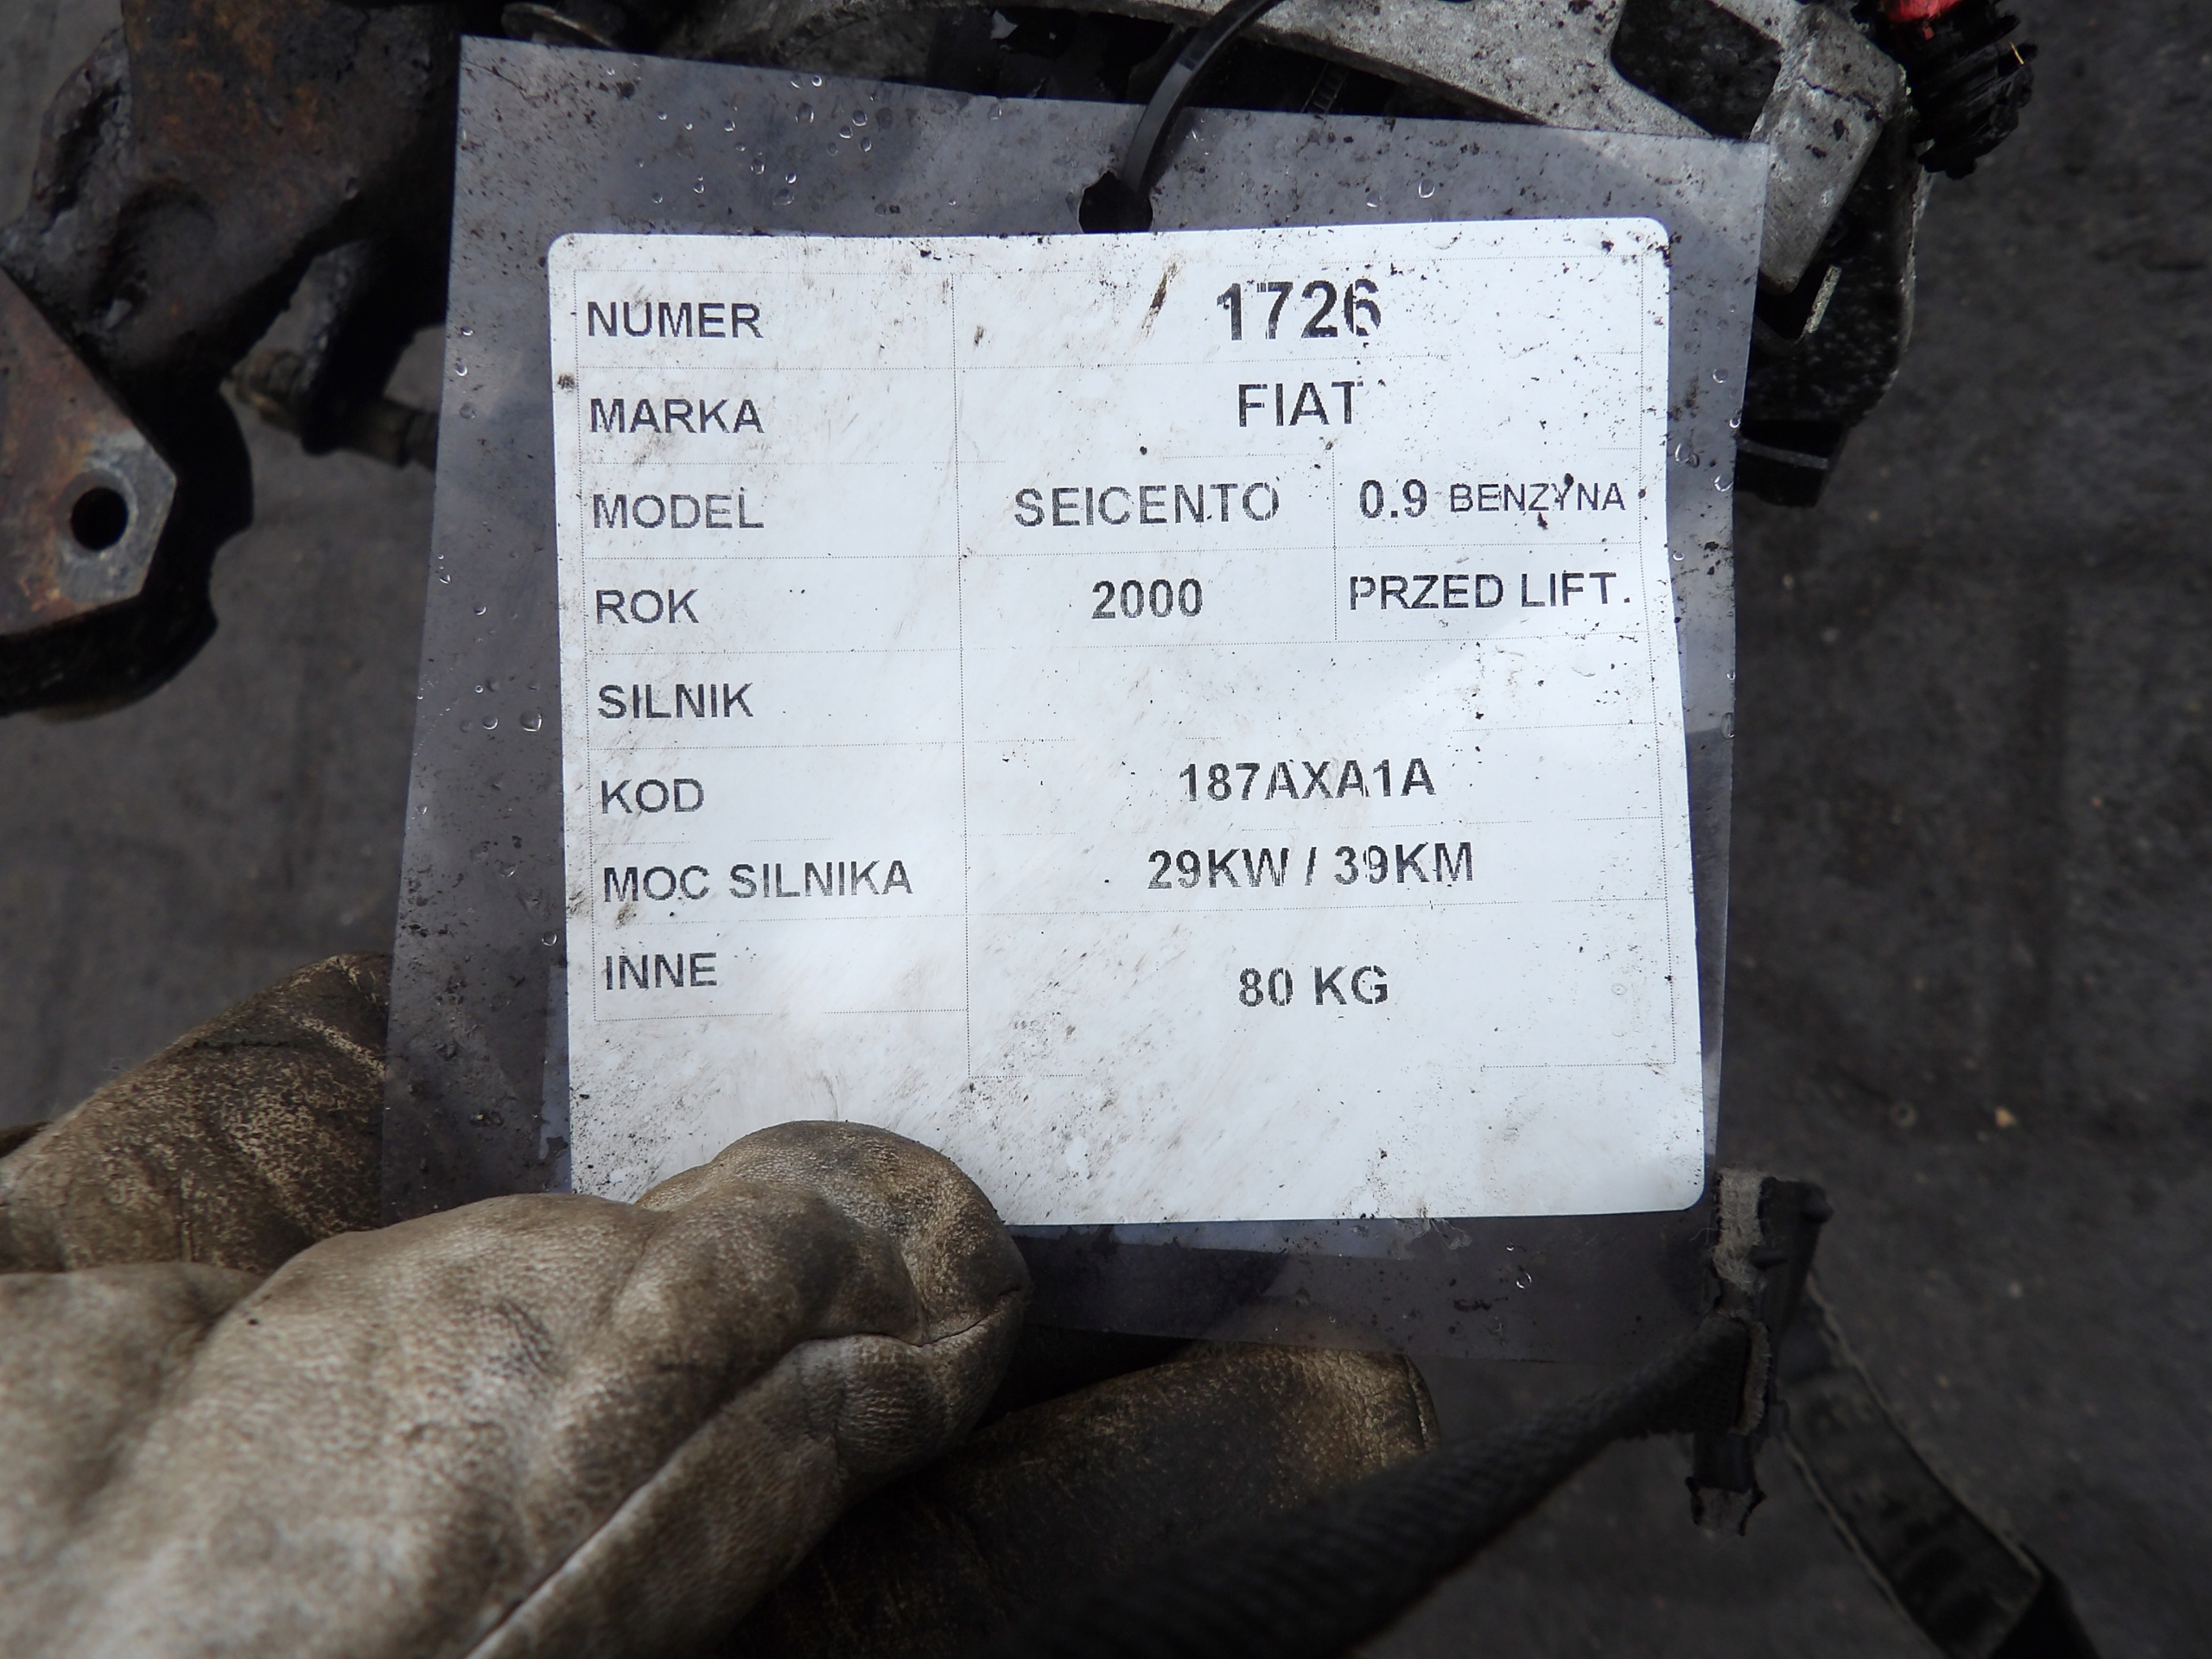 NUMER 1726
MARKA FIAT
MODEL SEICENTO 0.9 BENZYNA
ROK 2000 PRZED LIFT.
SILNIK
KOD 187AXA1A
MOC SILNIKA 29KW / 39KM
INNE 80 KG